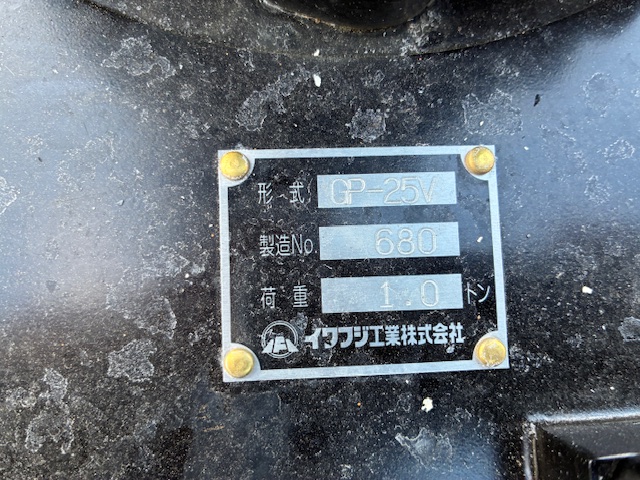 形式 GP-25V
製造No. 680
荷重 1.0 トン
イワフジ工業株式会社